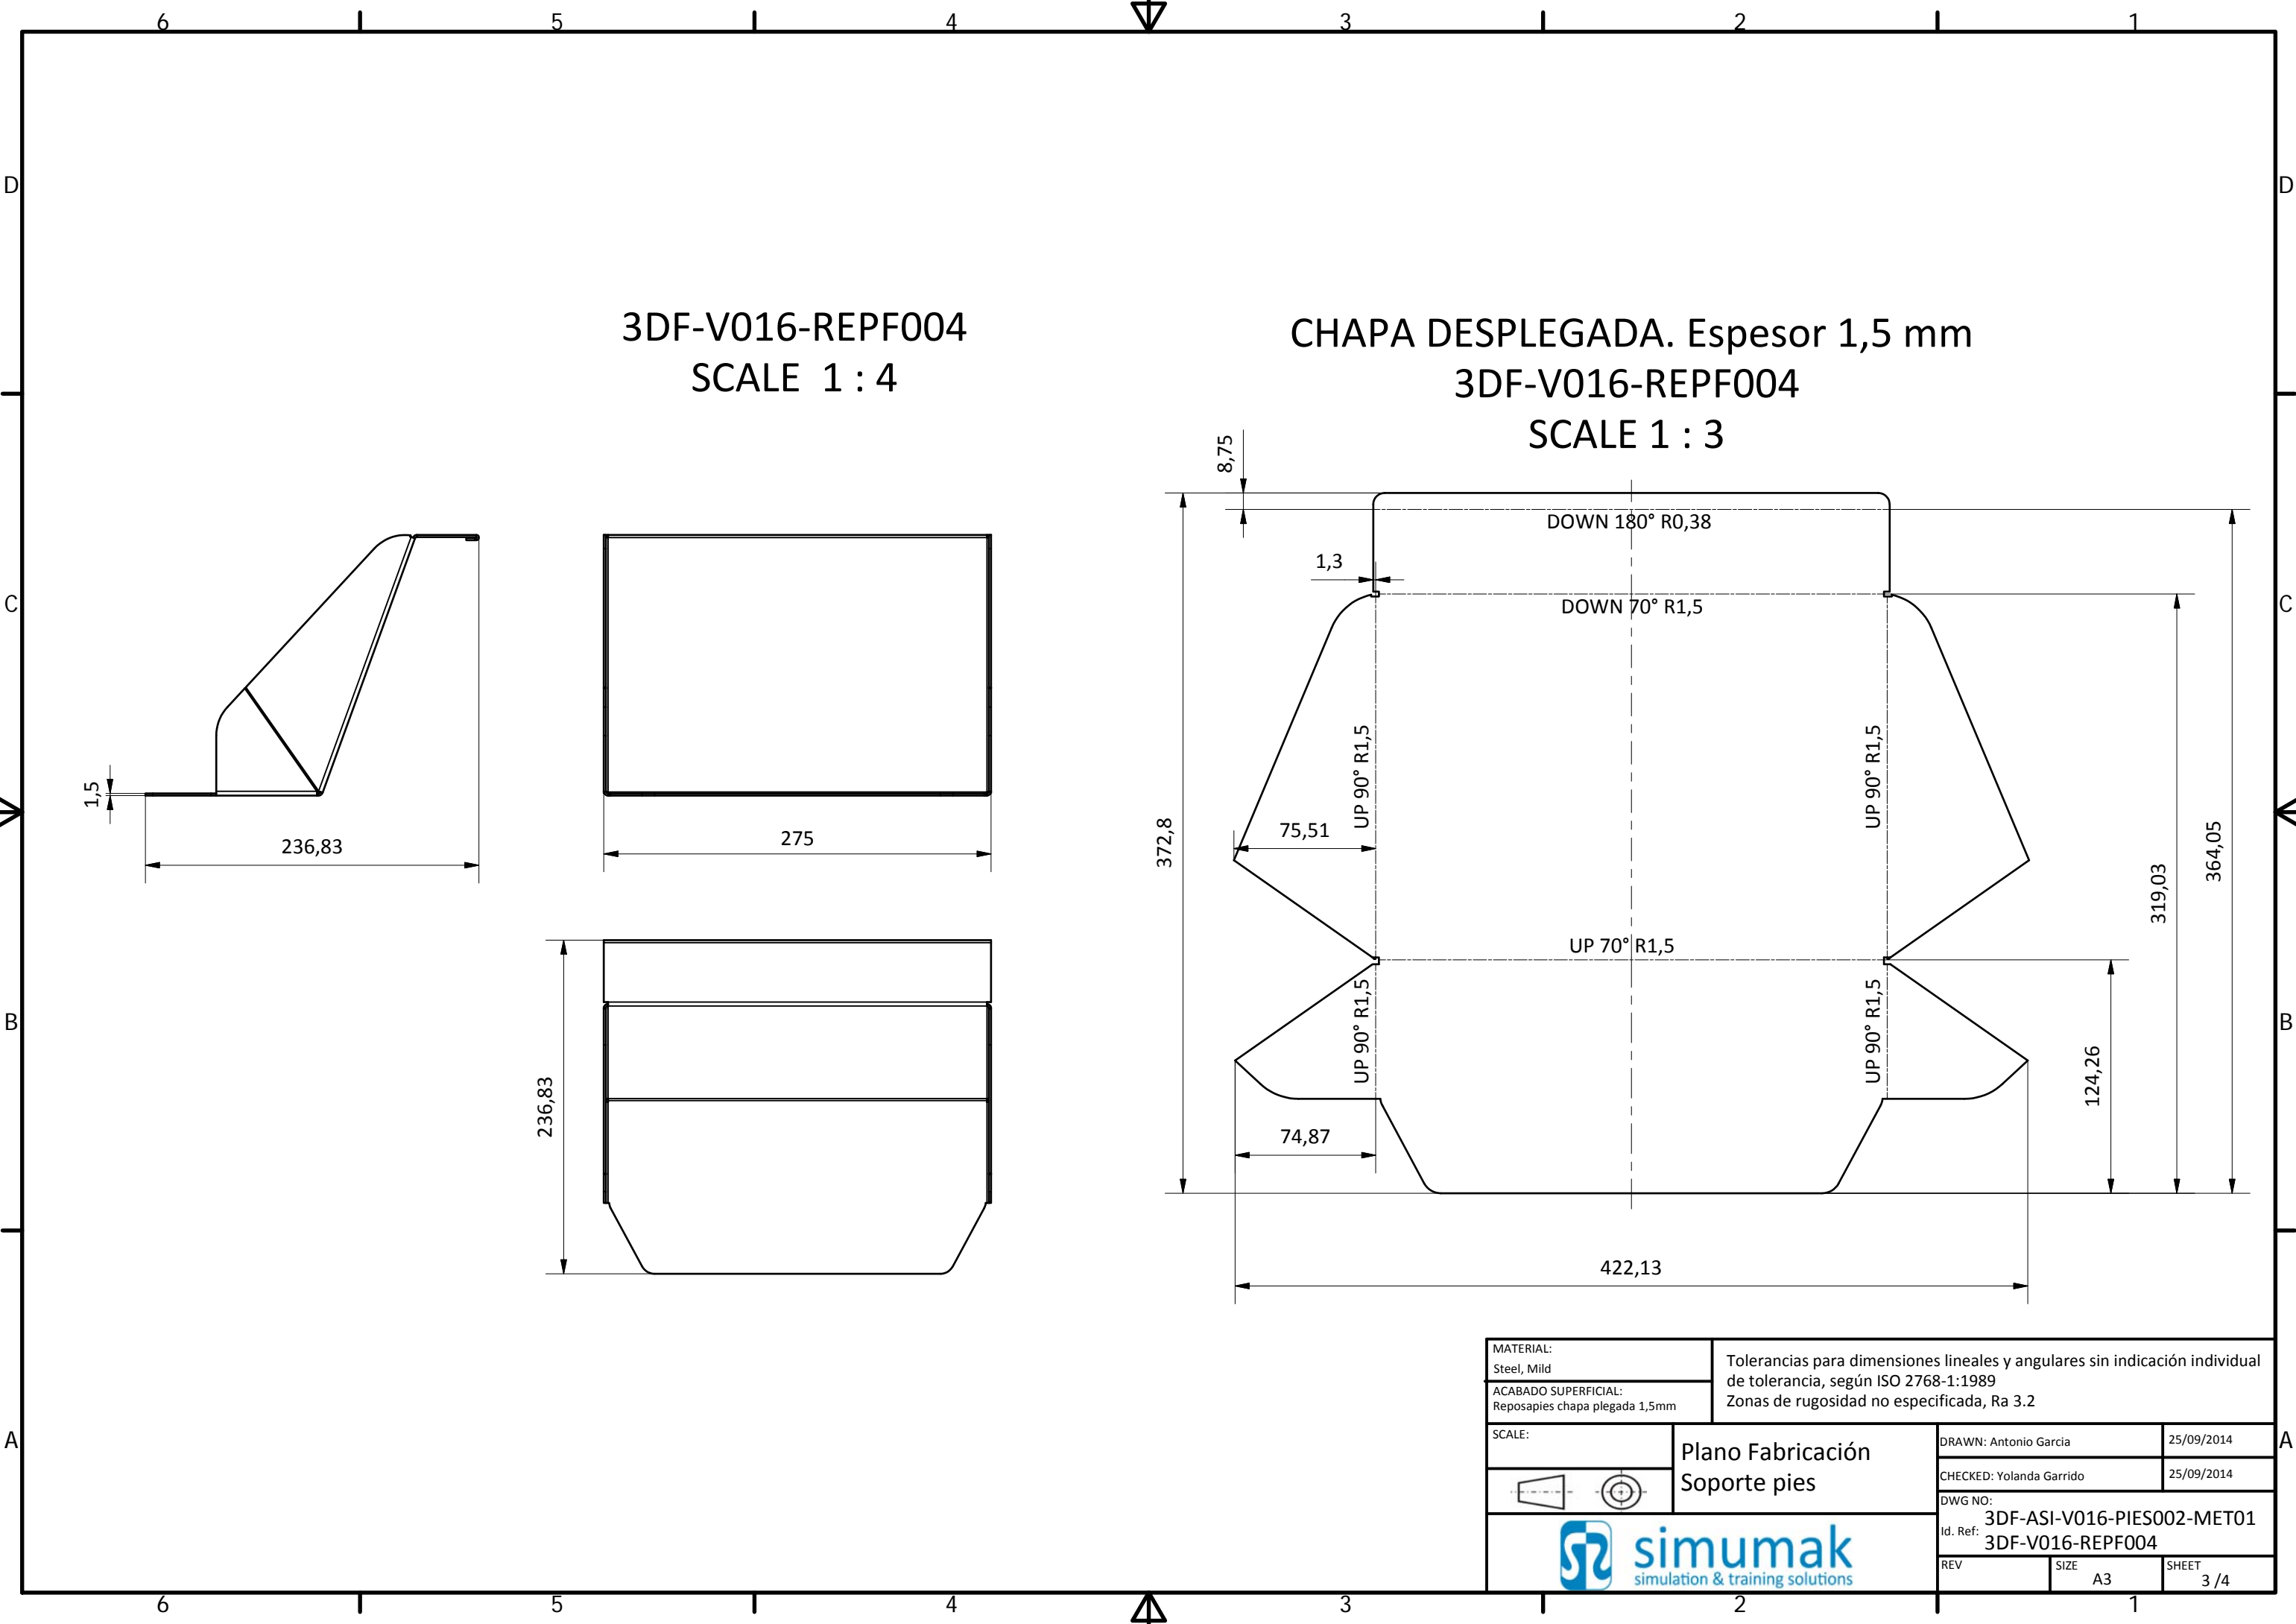 6 5 4 3 2 1
D D
3DF-V016-REPF004
SCALE 1 : 4
CHAPA DESPLEGADA. Espesor 1,5 mm
3DF-V016-REPF004
SCALE 1 : 3
8,75
DOWN 180° R0,38
1,3
C C
DOWN 70° R1,5
UP 90° R1,5
UP 90° R1,5
1,5
236,83
275
372,8
75,51
364,05
319,03
UP 70° R1,5
UP 90° R1,5
UP 90° R1,5
B B
236,83
124,26
74,87
422,13
MATERIAL:
Steel, Mild
ACABADO SUPERFICIAL:
Reposapies chapa plegada 1,5mm
Tolerancias para dimensiones lineales y angulares sin indicación individual
de tolerancia, según ISO 2768-1:1989
Zonas de rugosidad no especificada, Ra 3.2
A A
SCALE:
Plano Fabricación
Soporte pies
DRAWN: Antonio Garcia 25/09/2014
CHECKED: Yolanda Garrido 25/09/2014
DWG NO:
3DF-ASI-V016-PIES002-MET01
Id. Ref:
3DF-V016-REPF004
simumak
simulation & training solutions
REV SIZE SHEET
A3 3 /4
6 5 4 3 2 1